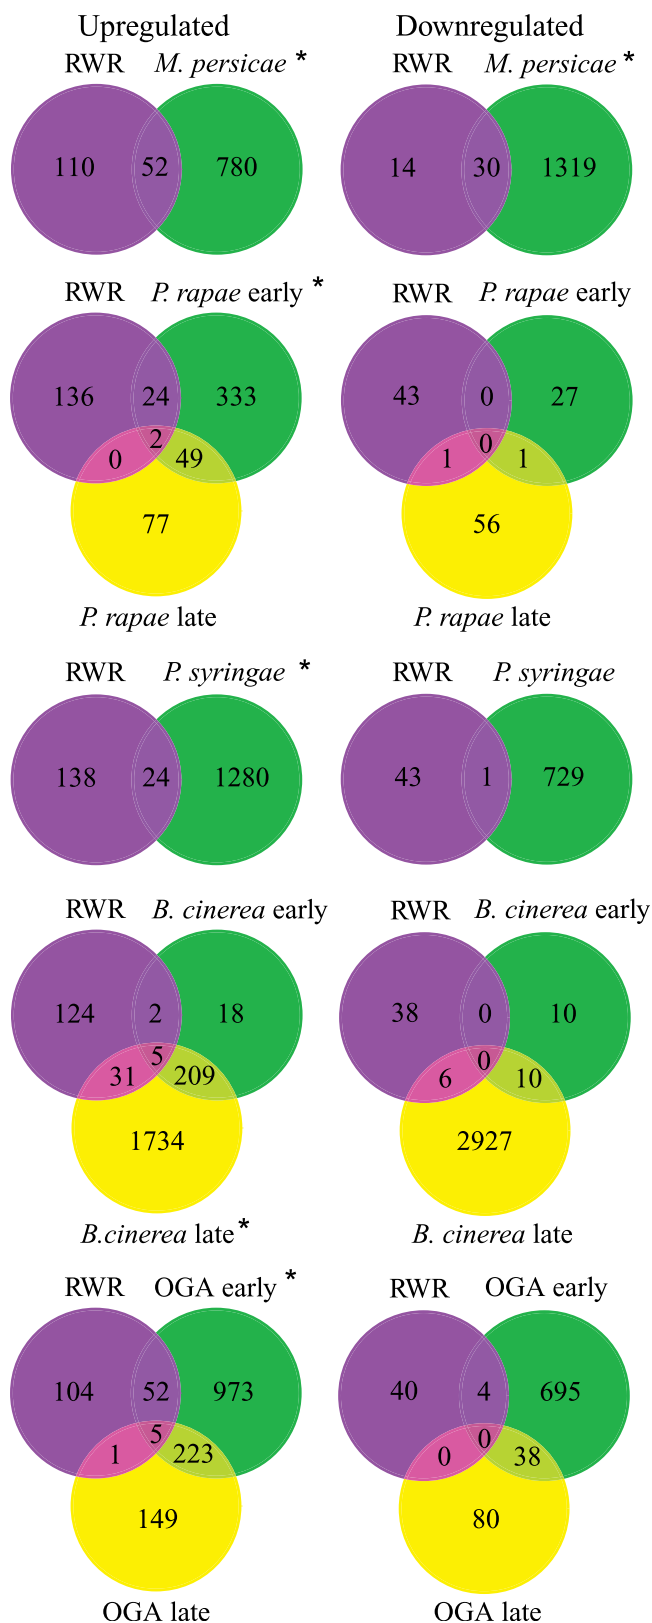 Upregulated Downregulated
RWR M. persicae * RWR M. persicae *
110 52 780 14 30 1319
RWR P. rapae early * RWR P. rapae early
136 24 333 43 0 27
2 0
0 49 1 1
77 56
P. rapae late P. rapae late
RWR P. syringae * RWR P. syringae
138 24 1280 43 1 729
RWR B. cinerea early RWR B. cinerea early
124 2 18 38 0 10
5 0
31 209 6 10
1734 2927
B.cinerea late* B. cinerea late
RWR OGA early * RWR OGA early
104 52 973 40 4 695
5 0
1 223 0 38
149 80
OGA late OGA late